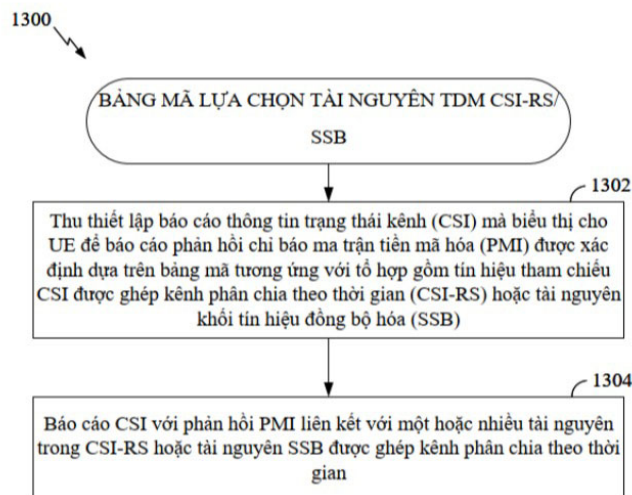 1300
BẢNG MÃ LỰA CHỌN TÀI NGUYÊN TDM CSI-RS/
SSB
1302
Thu thiết lập báo cáo thông tin trạng thái kênh (CSI) mà biểu thị cho
UE để báo cáo phản hồi chỉ báo ma trận tiền mã hóa (PMI) được xác
định dựa trên bảng mã tương ứng với tổ hợp gồm tín hiệu tham chiếu
CSI được ghép kênh phân chia theo thời gian (CSI-RS) hoặc tài nguyên
khối tín hiệu đồng bộ hóa (SSB)
1304
Báo cáo CSI với phản hồi PMI liên kết với một hoặc nhiều tài nguyên
trong CSI-RS hoặc tài nguyên SSB được ghép kênh phân chia theo thời
gian